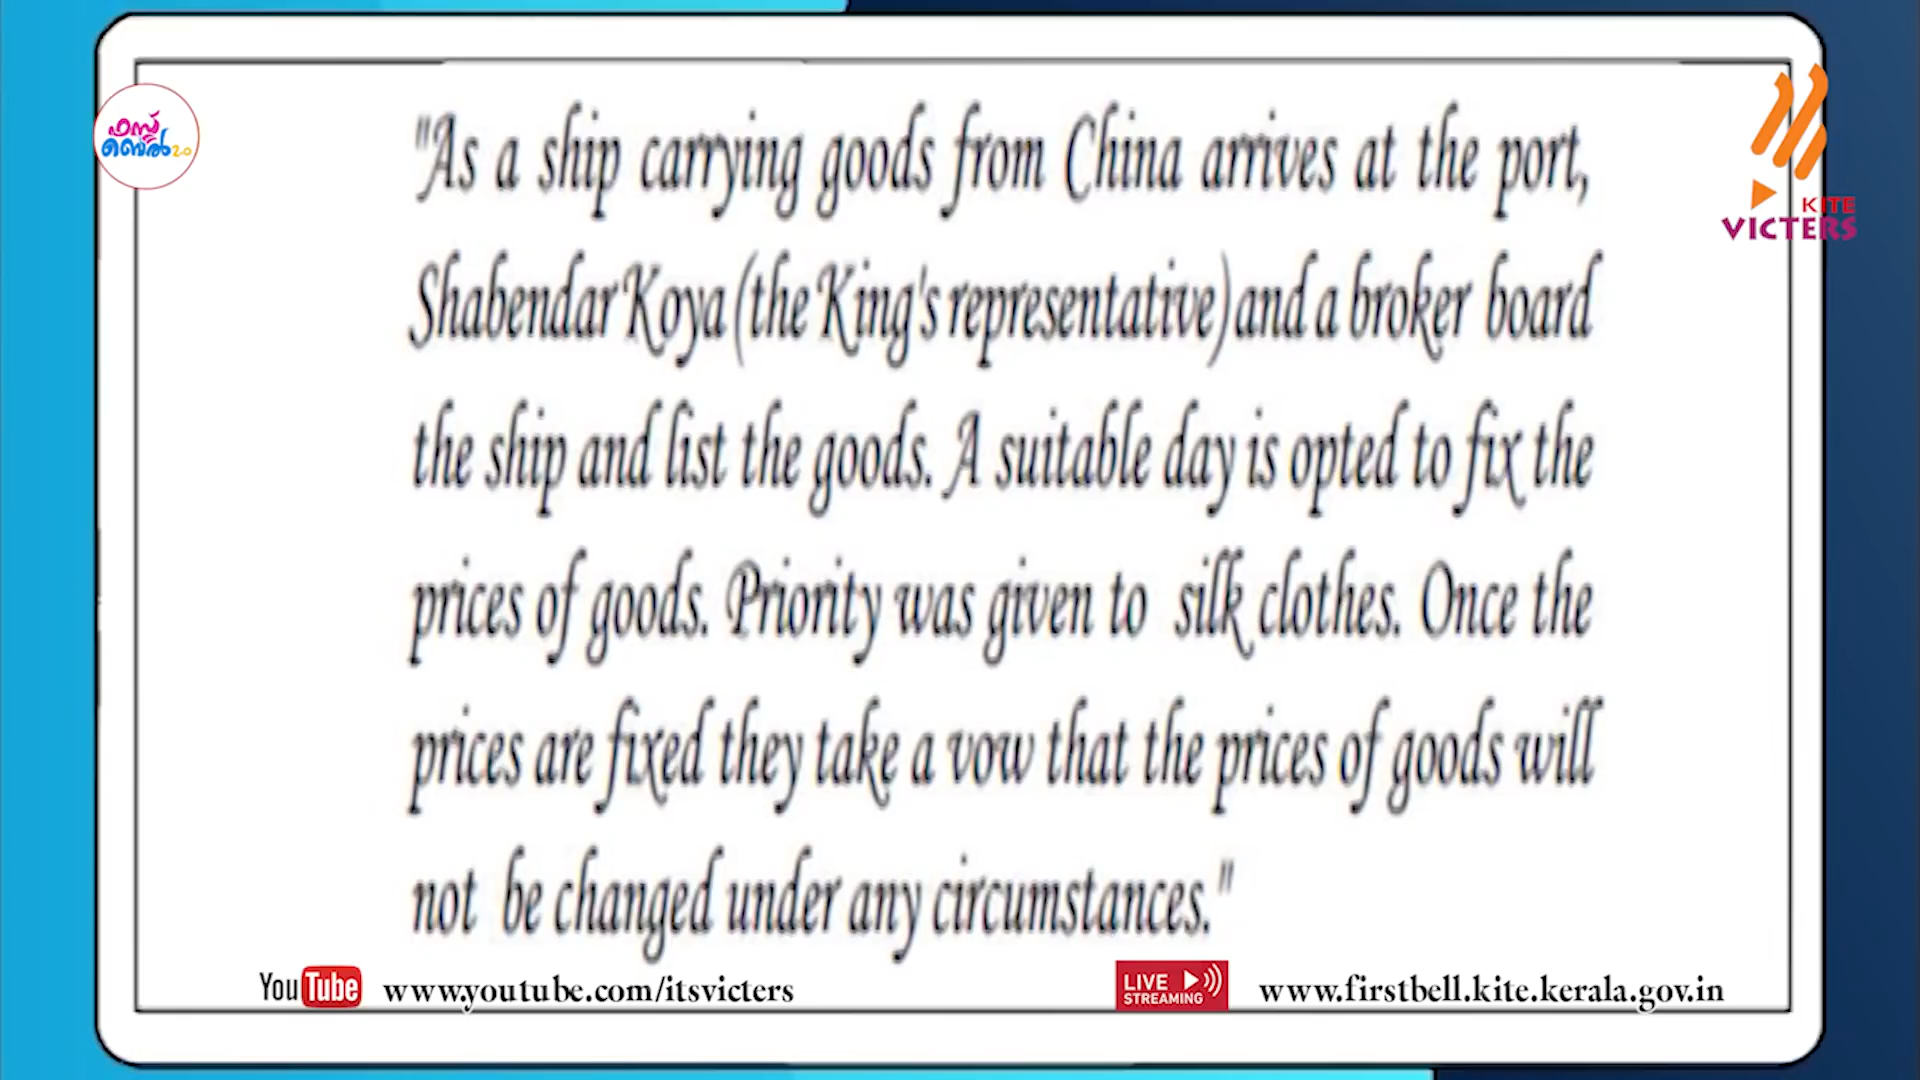 ഫസ്റ്റ്
ബെൽ 2.0
KITE
VICTERS
"As a ship carrying goods from China arrives at the port,
Shabendar Koya (the King's representative) and a broker board
the ship and list the goods. A suitable day is opted to fix the
prices of goods. Priority was given to silk clothes. Once the
prices are fixed they take a vow that the prices of goods will
not be changed under any circumstances."
YouTube www.youtube.com/itsvicters
LIVE STREAMING www.firstbell.kite.kerala.gov.in